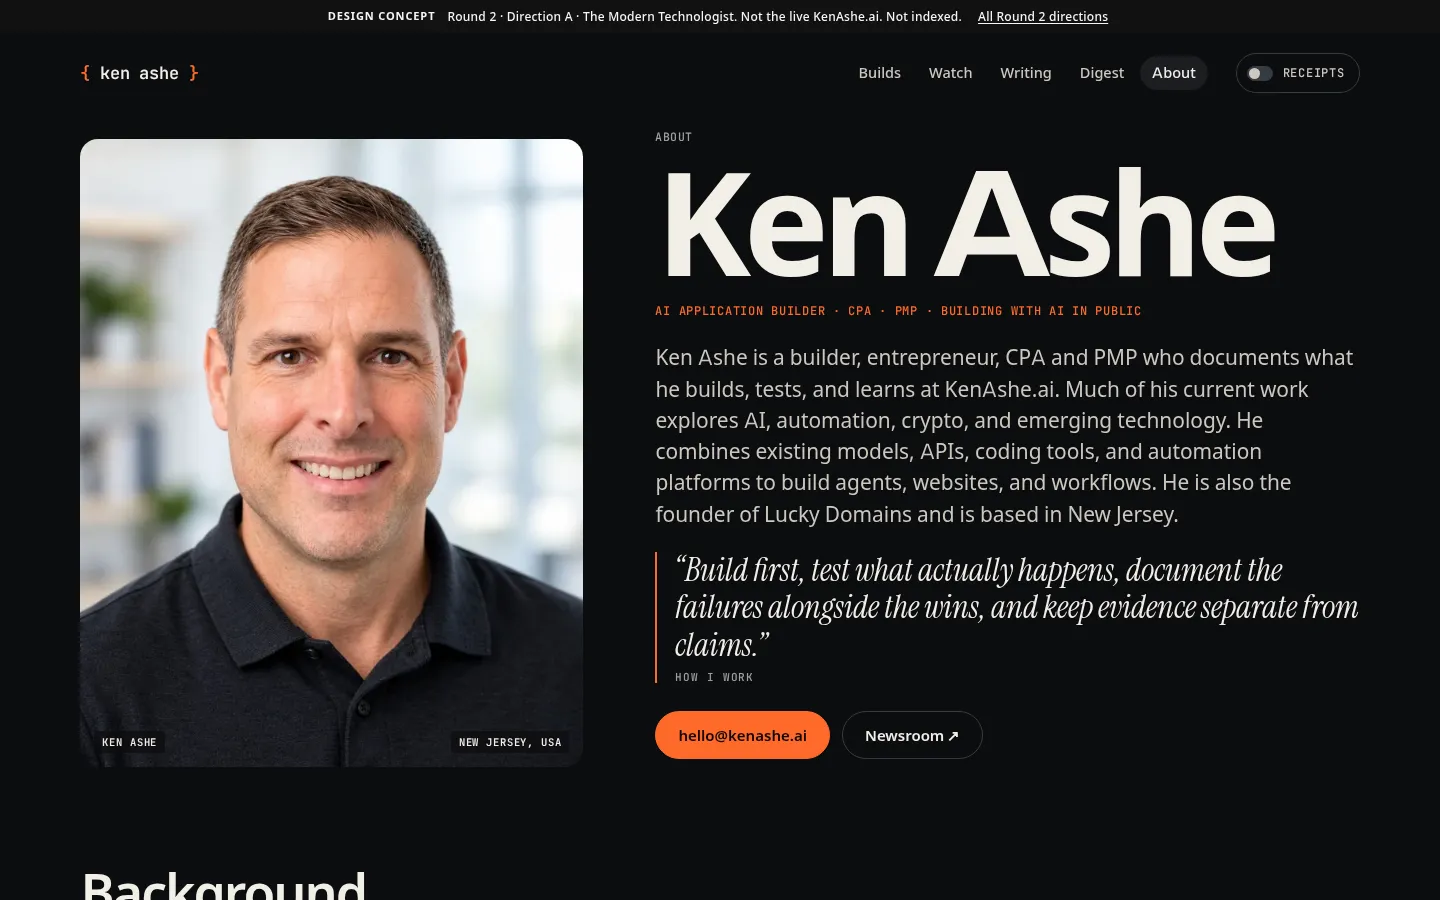 DESIGN CONCEPT Round 2 · Direction A · The Modern Technologist. Not the live KenAshe.ai. Not indexed. All Round 2 directions
{ ken ashe }
Builds Watch Writing Digest About RECEIPTS
ABOUT
Ken Ashe
AI APPLICATION BUILDER · CPA · PMP · BUILDING WITH AI IN PUBLIC
Ken Ashe is a builder, entrepreneur, CPA and PMP who documents what
he builds, tests, and learns at KenAshe.ai. Much of his current work
explores AI, automation, crypto, and emerging technology. He
combines existing models, APIs, coding tools, and automation
platforms to build agents, websites, and workflows. He is also the
founder of Lucky Domains and is based in New Jersey.
“Build first, test what actually happens, document the
failures alongside the wins, and keep evidence separate from
claims.”
HOW I WORK
hello@kenashe.ai Newsroom ↗
KEN ASHE
NEW JERSEY, USA
Background